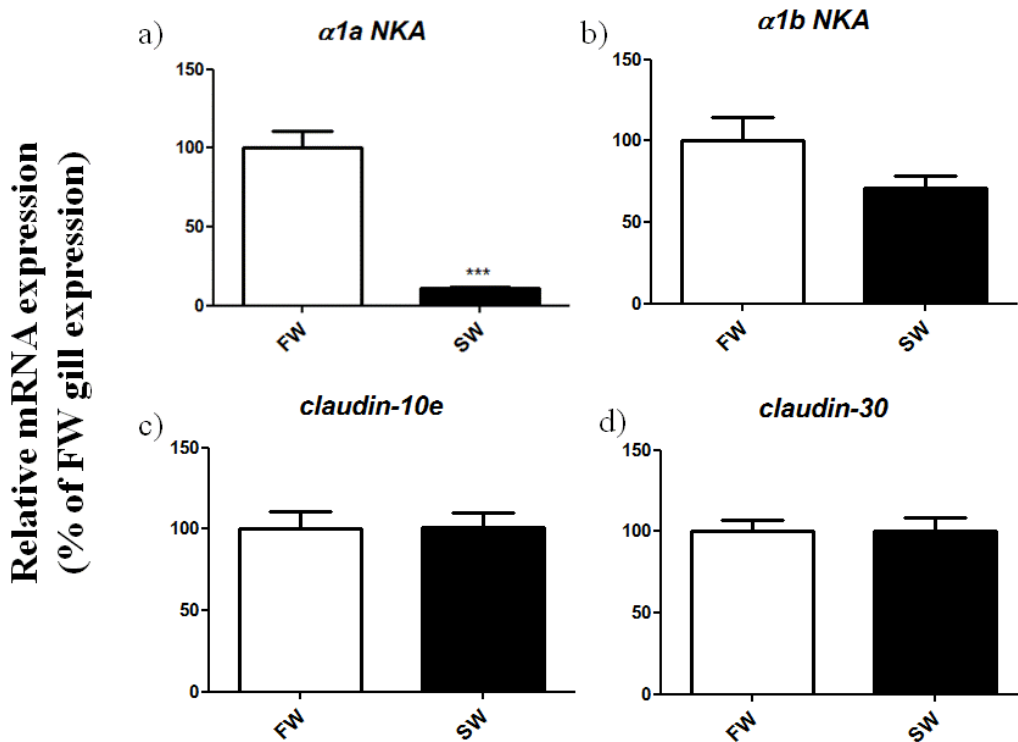 Relative mRNA expression
(% of FW gill expression)
a)
α1a NKA
150
100
50
0
***
FW
SW
b)
α1b NKA
150
100
50
0
FW
SW
c)
claudin-10e
150
100
50
0
FW
SW
d)
claudin-30
150
100
50
0
FW
SW